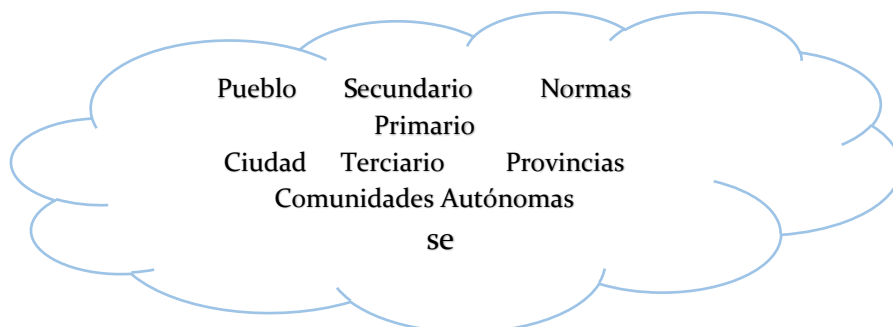 Pueblo Secundario Normas
Primario
Ciudad Terciario Provincias
Comunidades Autónomas
se